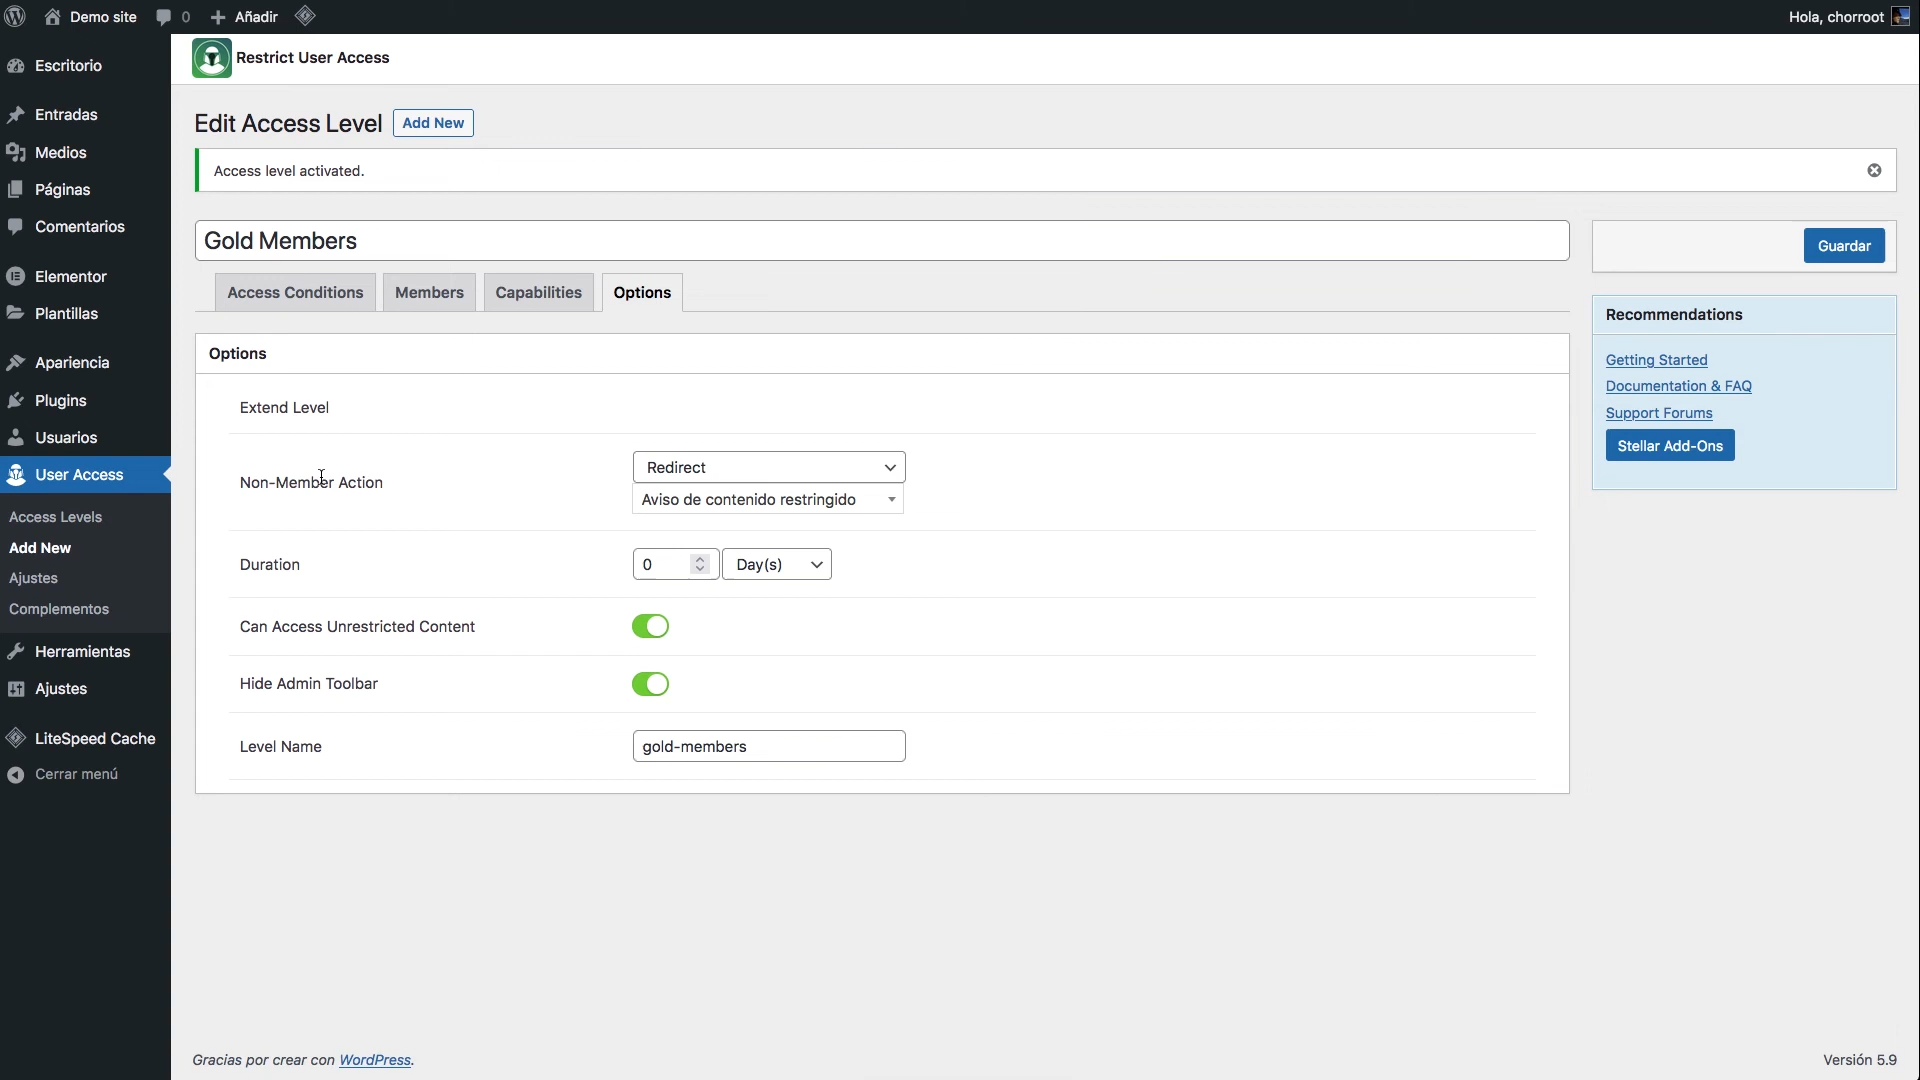 Demo site
0
Añadir
Hola, chorroot
Escritorio
Entradas
Medios
Páginas
Comentarios
Elementor
Plantillas
Apariencia
Plugins
Usuarios
User Access
Access Levels
Add New
Ajustes
Complementos
Herramientas
Ajustes
LiteSpeed Cache
Cerrar menú
Restrict User Access
Edit Access Level
Add New
Access level activated.
Gold Members
Access Conditions
Members
Capabilities
Options
Options
Extend Level
Non-Member Action
Redirect
Aviso de contenido restringido
Duration
0
Day(s)
Can Access Unrestricted Content
Hide Admin Toolbar
Level Name
gold-members
Guardar
Recommendations
Getting Started
Documentation & FAQ
Support Forums
Stellar Add-Ons
Gracias por crear con WordPress.
Versión 5.9